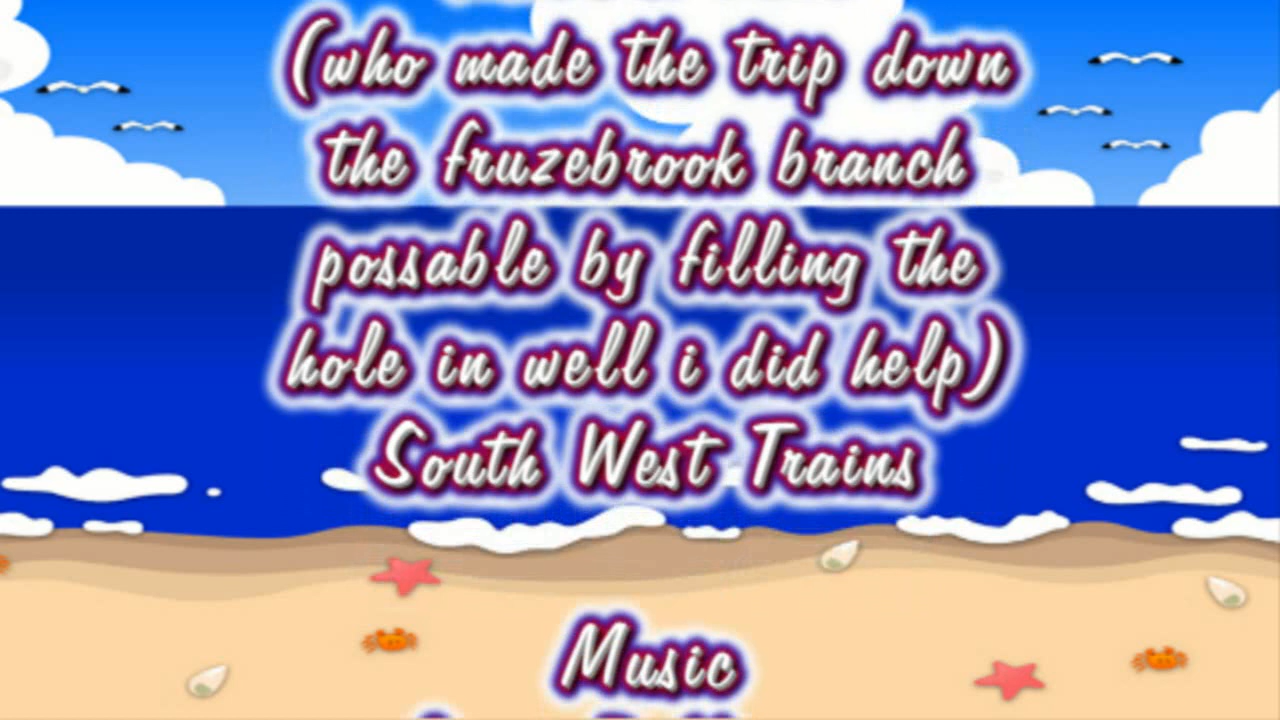 (who made the trip down
the fruzebrook branch
possable by filling the
hole in well i did help)
South West Trains
Music